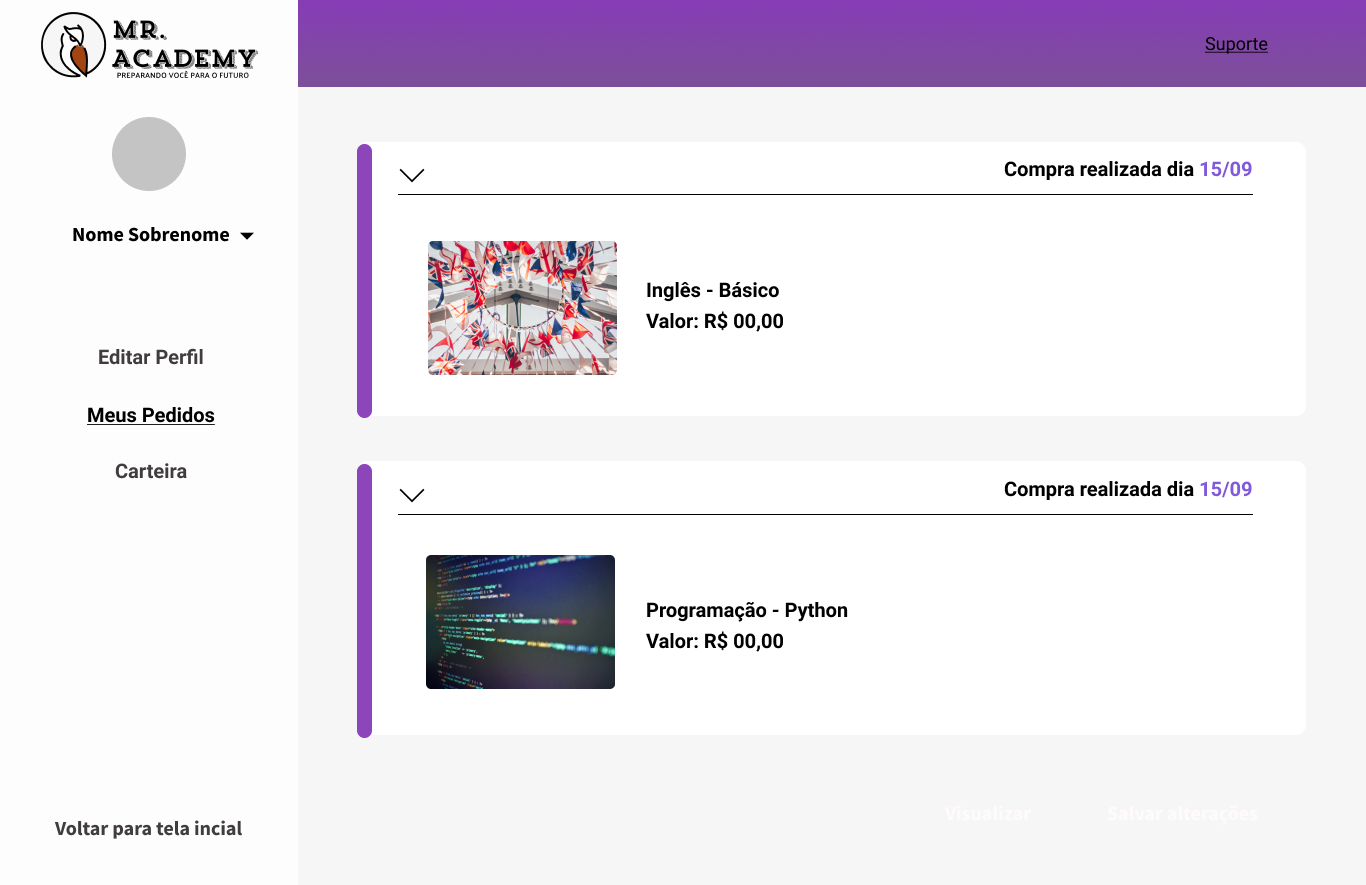 MR.
ACADEMY
PREPARANDO VOCÊ PARA O FUTURO
Suporte
Nome Sobrenome
Editar Perfil
Meus Pedidos
Carteira
Voltar para tela incial
Compra realizada dia 15/09
Inglês - Básico
Valor: R$ 00,00
Compra realizada dia 15/09
Programação - Python
Valor: R$ 00,00
Visualizar
Salvar alterações